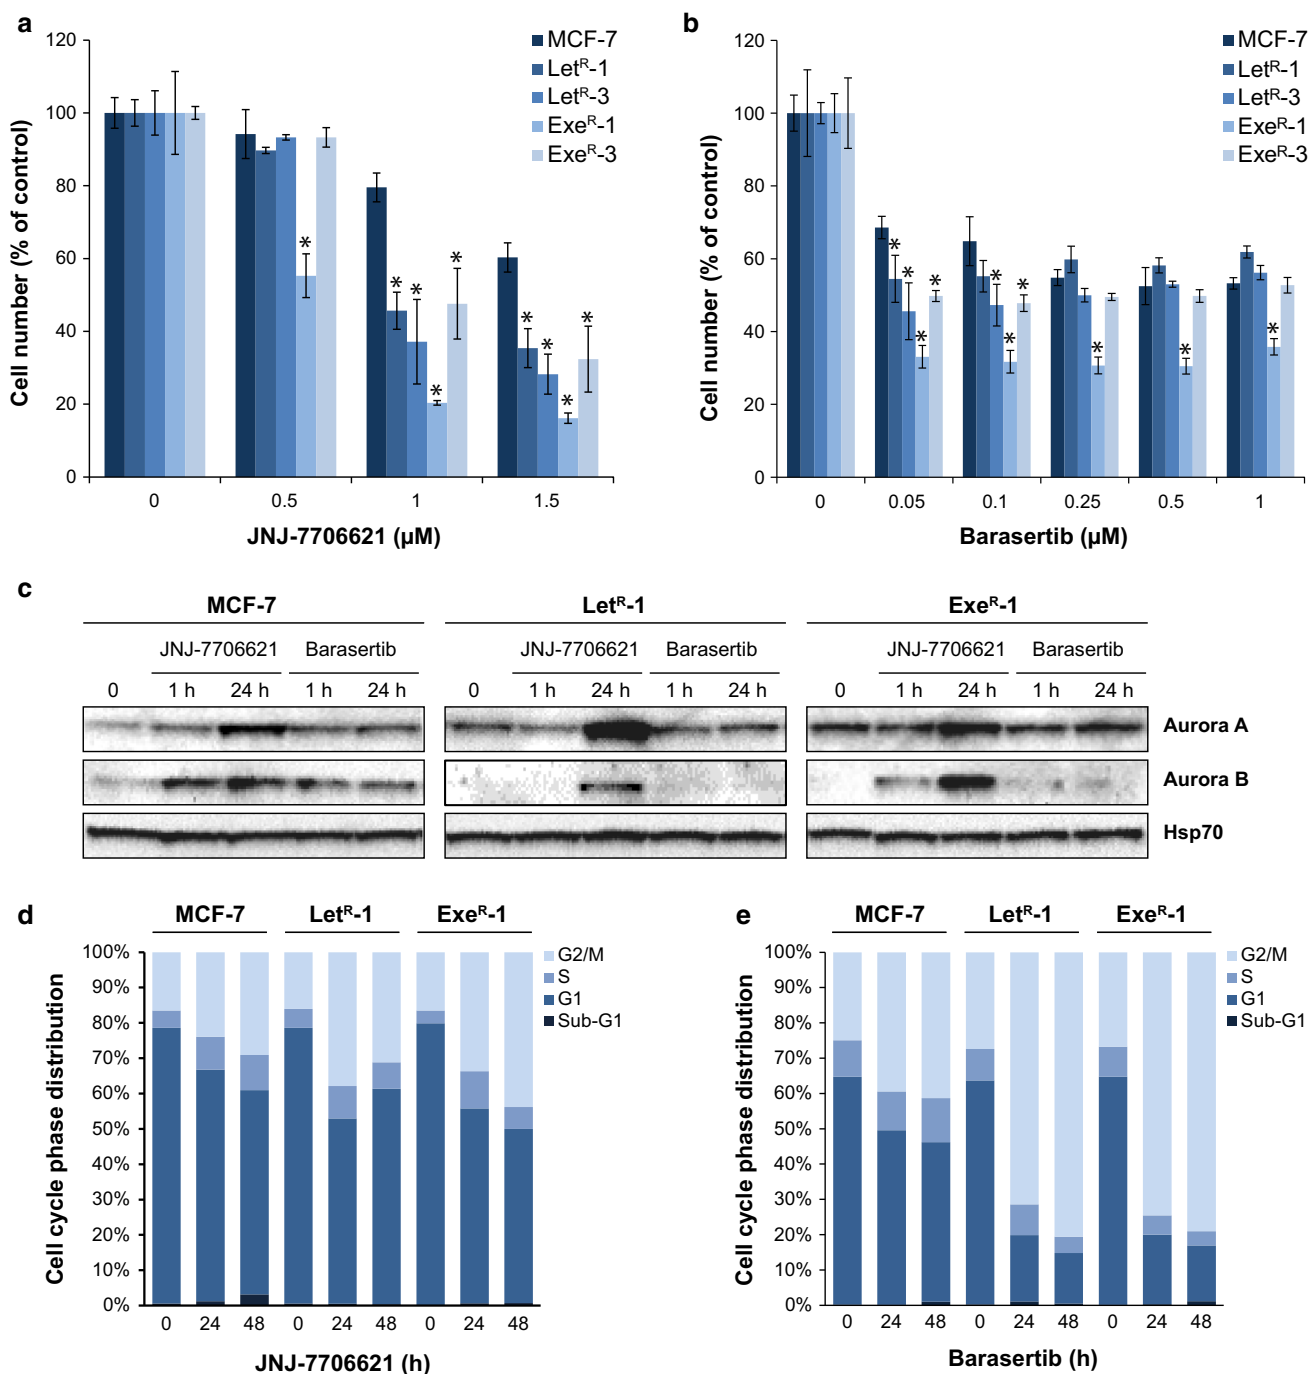 a
120
100
80
60
40
20
0
Cell number (% of control)
MCF-7
Letᴿ-1
Letᴿ-3
Exeᴿ-1
Exeᴿ-3
*
* * * *
* * * *
0 0.5 1 1.5
JNJ-7706621 (µM)
b
120
100
80
60
40
20
0
Cell number (% of control)
MCF-7
Letᴿ-1
Letᴿ-3
Exeᴿ-1
Exeᴿ-3
* * * *
* * *
*
*
*
0 0.05 0.1 0.25 0.5 1
Barasertib (µM)
c
MCF-7 Letᴿ-1 Exeᴿ-1
JNJ-7706621 Barasertib JNJ-7706621 Barasertib JNJ-7706621 Barasertib
0 1 h 24 h 1 h 24 h 0 1 h 24 h 1 h 24 h 0 1 h 24 h 1 h 24 h
Aurora A
Aurora B
Hsp70
d
MCF-7 Letᴿ-1 Exeᴿ-1
100%
90%
80%
70%
60%
50%
40%
30%
20%
10%
0%
Cell cycle phase distribution
G2/M
S
G1
Sub-G1
0 24 48 0 24 48 0 24 48
JNJ-7706621 (h)
e
MCF-7 Letᴿ-1 Exeᴿ-1
100%
90%
80%
70%
60%
50%
40%
30%
20%
10%
0%
Cell cycle phase distribution
G2/M
S
G1
Sub-G1
0 24 48 0 24 48 0 24 48
Barasertib (h)